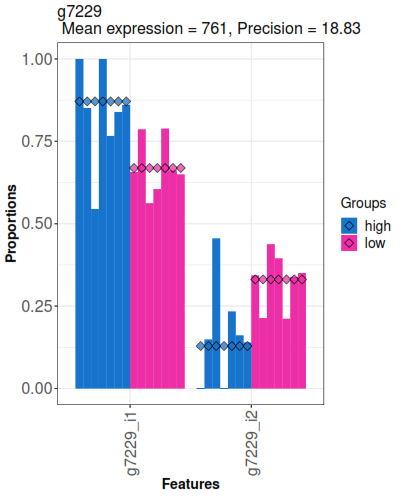 g7229
Mean expression = 761, Precision = 18.83
1.00
0.75
0.50
0.25
0.00
Proportions
g7229_i1
g7229_i2
Features
Groups
high
low